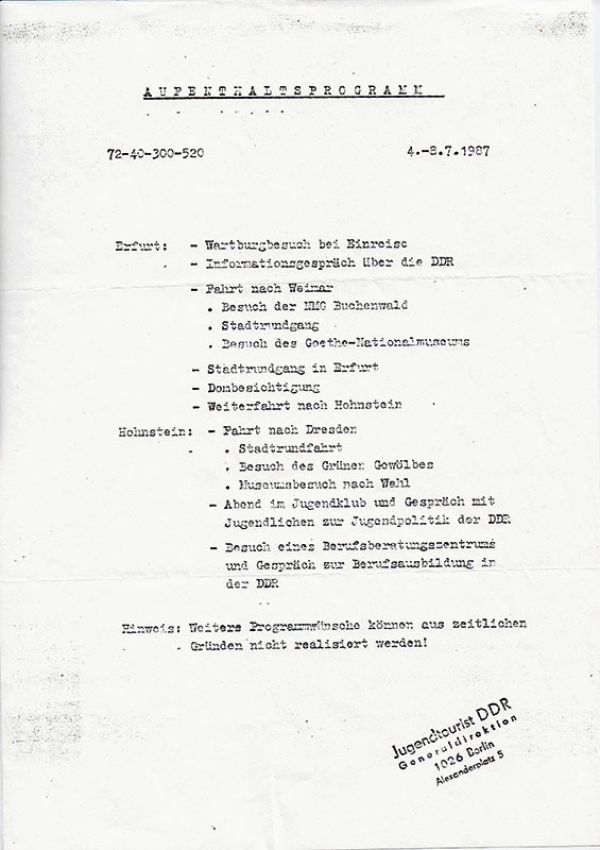 AUFENTHALTSPROGRAMM
72-40-300-520 4.-8.7.1987
Erfurt: - Wartburgbesuch bei Einreise
- Informationsgespräch über die DDR
- Fahrt nach Weimar
. Besuch der NMG Buchenwald
. Stadtrundgang
. Besuch des Goethe-Nationalmuseums
- Stadtrundgang in Erfurt
- Dombesichtigung
- Weiterfahrt nach Hohnstein
Hohnstein: - Fahrt nach Dresden
. Stadtrundfahrt
. Besuch des Grünen Gewölbes
. Museumsbesuch nach Wahl
- Abend im Jugendklub und Gespräch mit
Jugendlichen zur Jugendpolitik der DDR
- Besuch eines Berufsberatungszentrums
und Gespräch zur Berufsausbildung in
der DDR
Hinweis: Weitere Programmwünsche können aus zeitlichen
Gründen nicht realisiert werden!
Jugendtourist DDR
Generaldirektion
1026 Berlin
Alexanderplatz 5